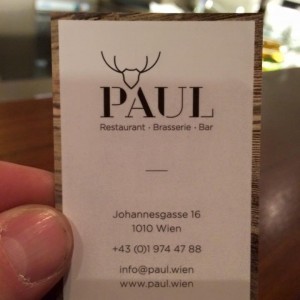 PAUL
Restaurant - Brasserie - Bar
Johannesgasse 16
1010 Wien
+43 (0)1 974 47 88
info@paul.wien
www.paul.wien